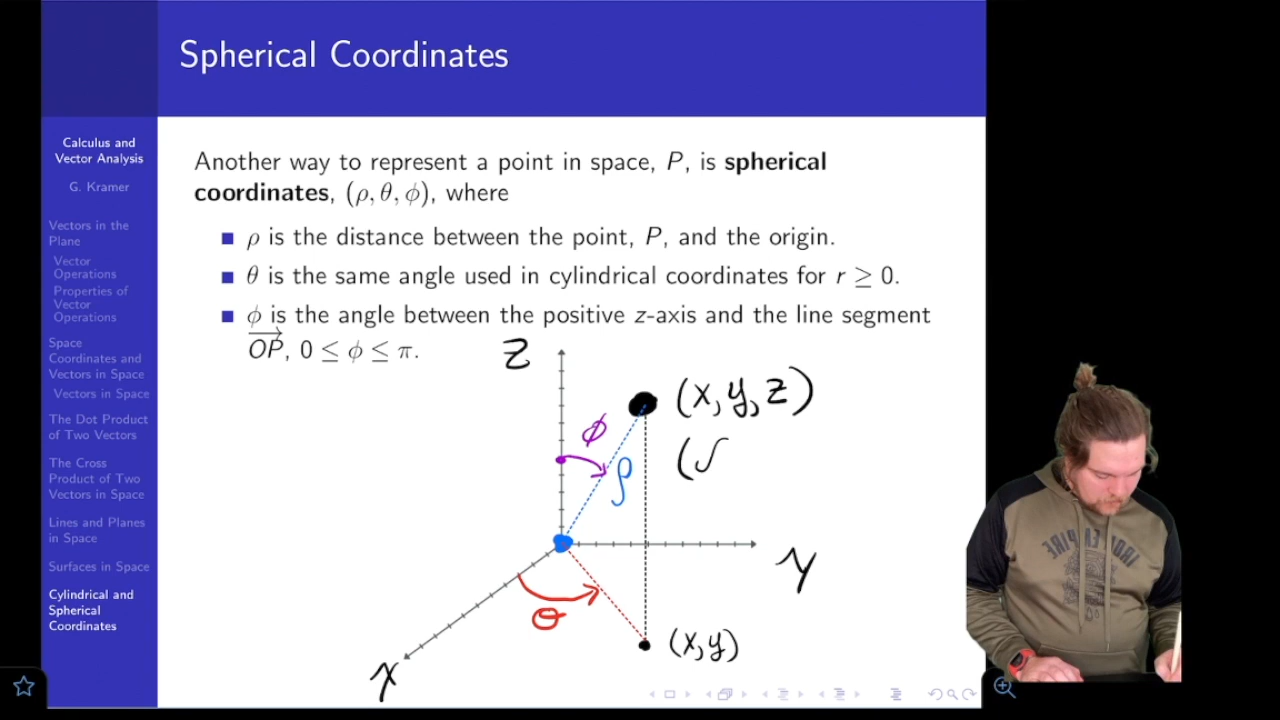 Spherical Coordinates
Calculus and
Vector Analysis
G. Kramer
Vectors in the
Plane
Vector
Operations
Properties of
Vector
Operations
Space
Coordinates and
Vectors in Space
Vectors in Space
The Dot Product
of Two Vectors
The Cross
Product of Two
Vectors in Space
Lines and Planes
in Space
Surfaces in Space
Cylindrical and
Spherical
Coordinates
Another way to represent a point in space, P, is spherical
coordinates, (ρ, θ, ϕ), where
ρ is the distance between the point, P, and the origin.
θ is the same angle used in cylindrical coordinates for r ≥ 0.
ϕ is the angle between the positive z-axis and the line segment
OP, 0 ≤ ϕ ≤ π.
z
(x, y, z)
ϕ
ρ
y
θ
(x, y)
x